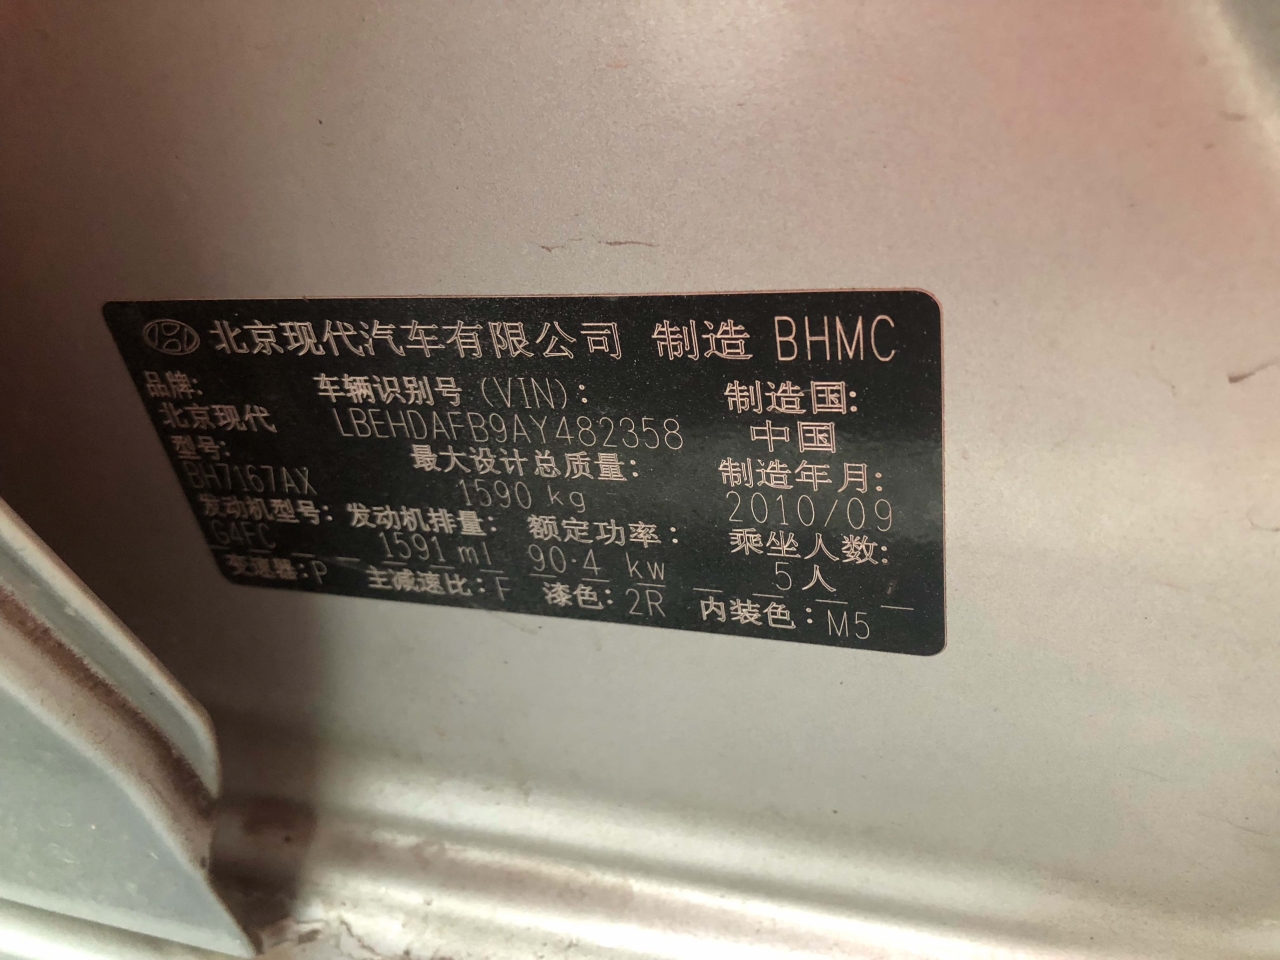 北京现代汽车有限公司 制造 BHMC
品牌: 车辆识别号 (VIN): 制造国:
北京现代 LBEHDAFB9AY482358 中国
型号: 最大设计总质量: 制造年月:
BH7167AX 1590 kg 2010/09
发动机型号: 发动机排量: 额定功率: 乘坐人数:
G4FC 1591 ml 90.4 kw 5人
变速器: P 主减速比: F 漆色: 2R 内装色: M5